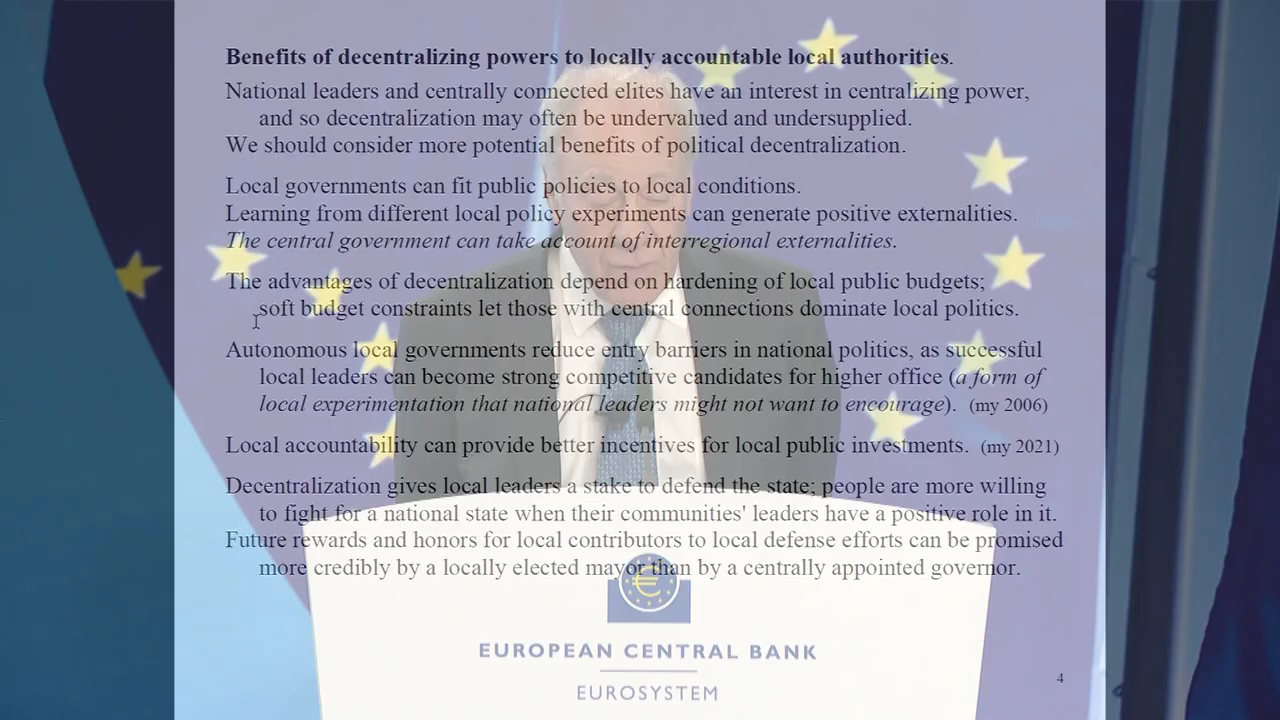 Benefits of decentralizing powers to locally accountable local authorities.
National leaders and centrally connected elites have an interest in centralizing power,
and so decentralization may often be undervalued and undersupplied.
We should consider more potential benefits of political decentralization.
Local governments can fit public policies to local conditions.
Learning from different local policy experiments can generate positive externalities.
The central government can take account of interregional externalities.
The advantages of decentralization depend on hardening of local public budgets;
soft budget constraints let those with central connections dominate local politics.
Autonomous local governments reduce entry barriers in national politics, as successful
local leaders can become strong competitive candidates for higher office (a form of
local experimentation that national leaders might not want to encourage). (my 2006)
Local accountability can provide better incentives for local public investments. (my 2021)
Decentralization gives local leaders a stake to defend the state; people are more willing
to fight for a national state when their communities' leaders have a positive role in it.
Future rewards and honors for local contributors to local defense efforts can be promised
more credibly by a locally elected mayor than by a centrally appointed governor.
€
EUROPEAN CENTRAL BANK
EUROSYSTEM
4